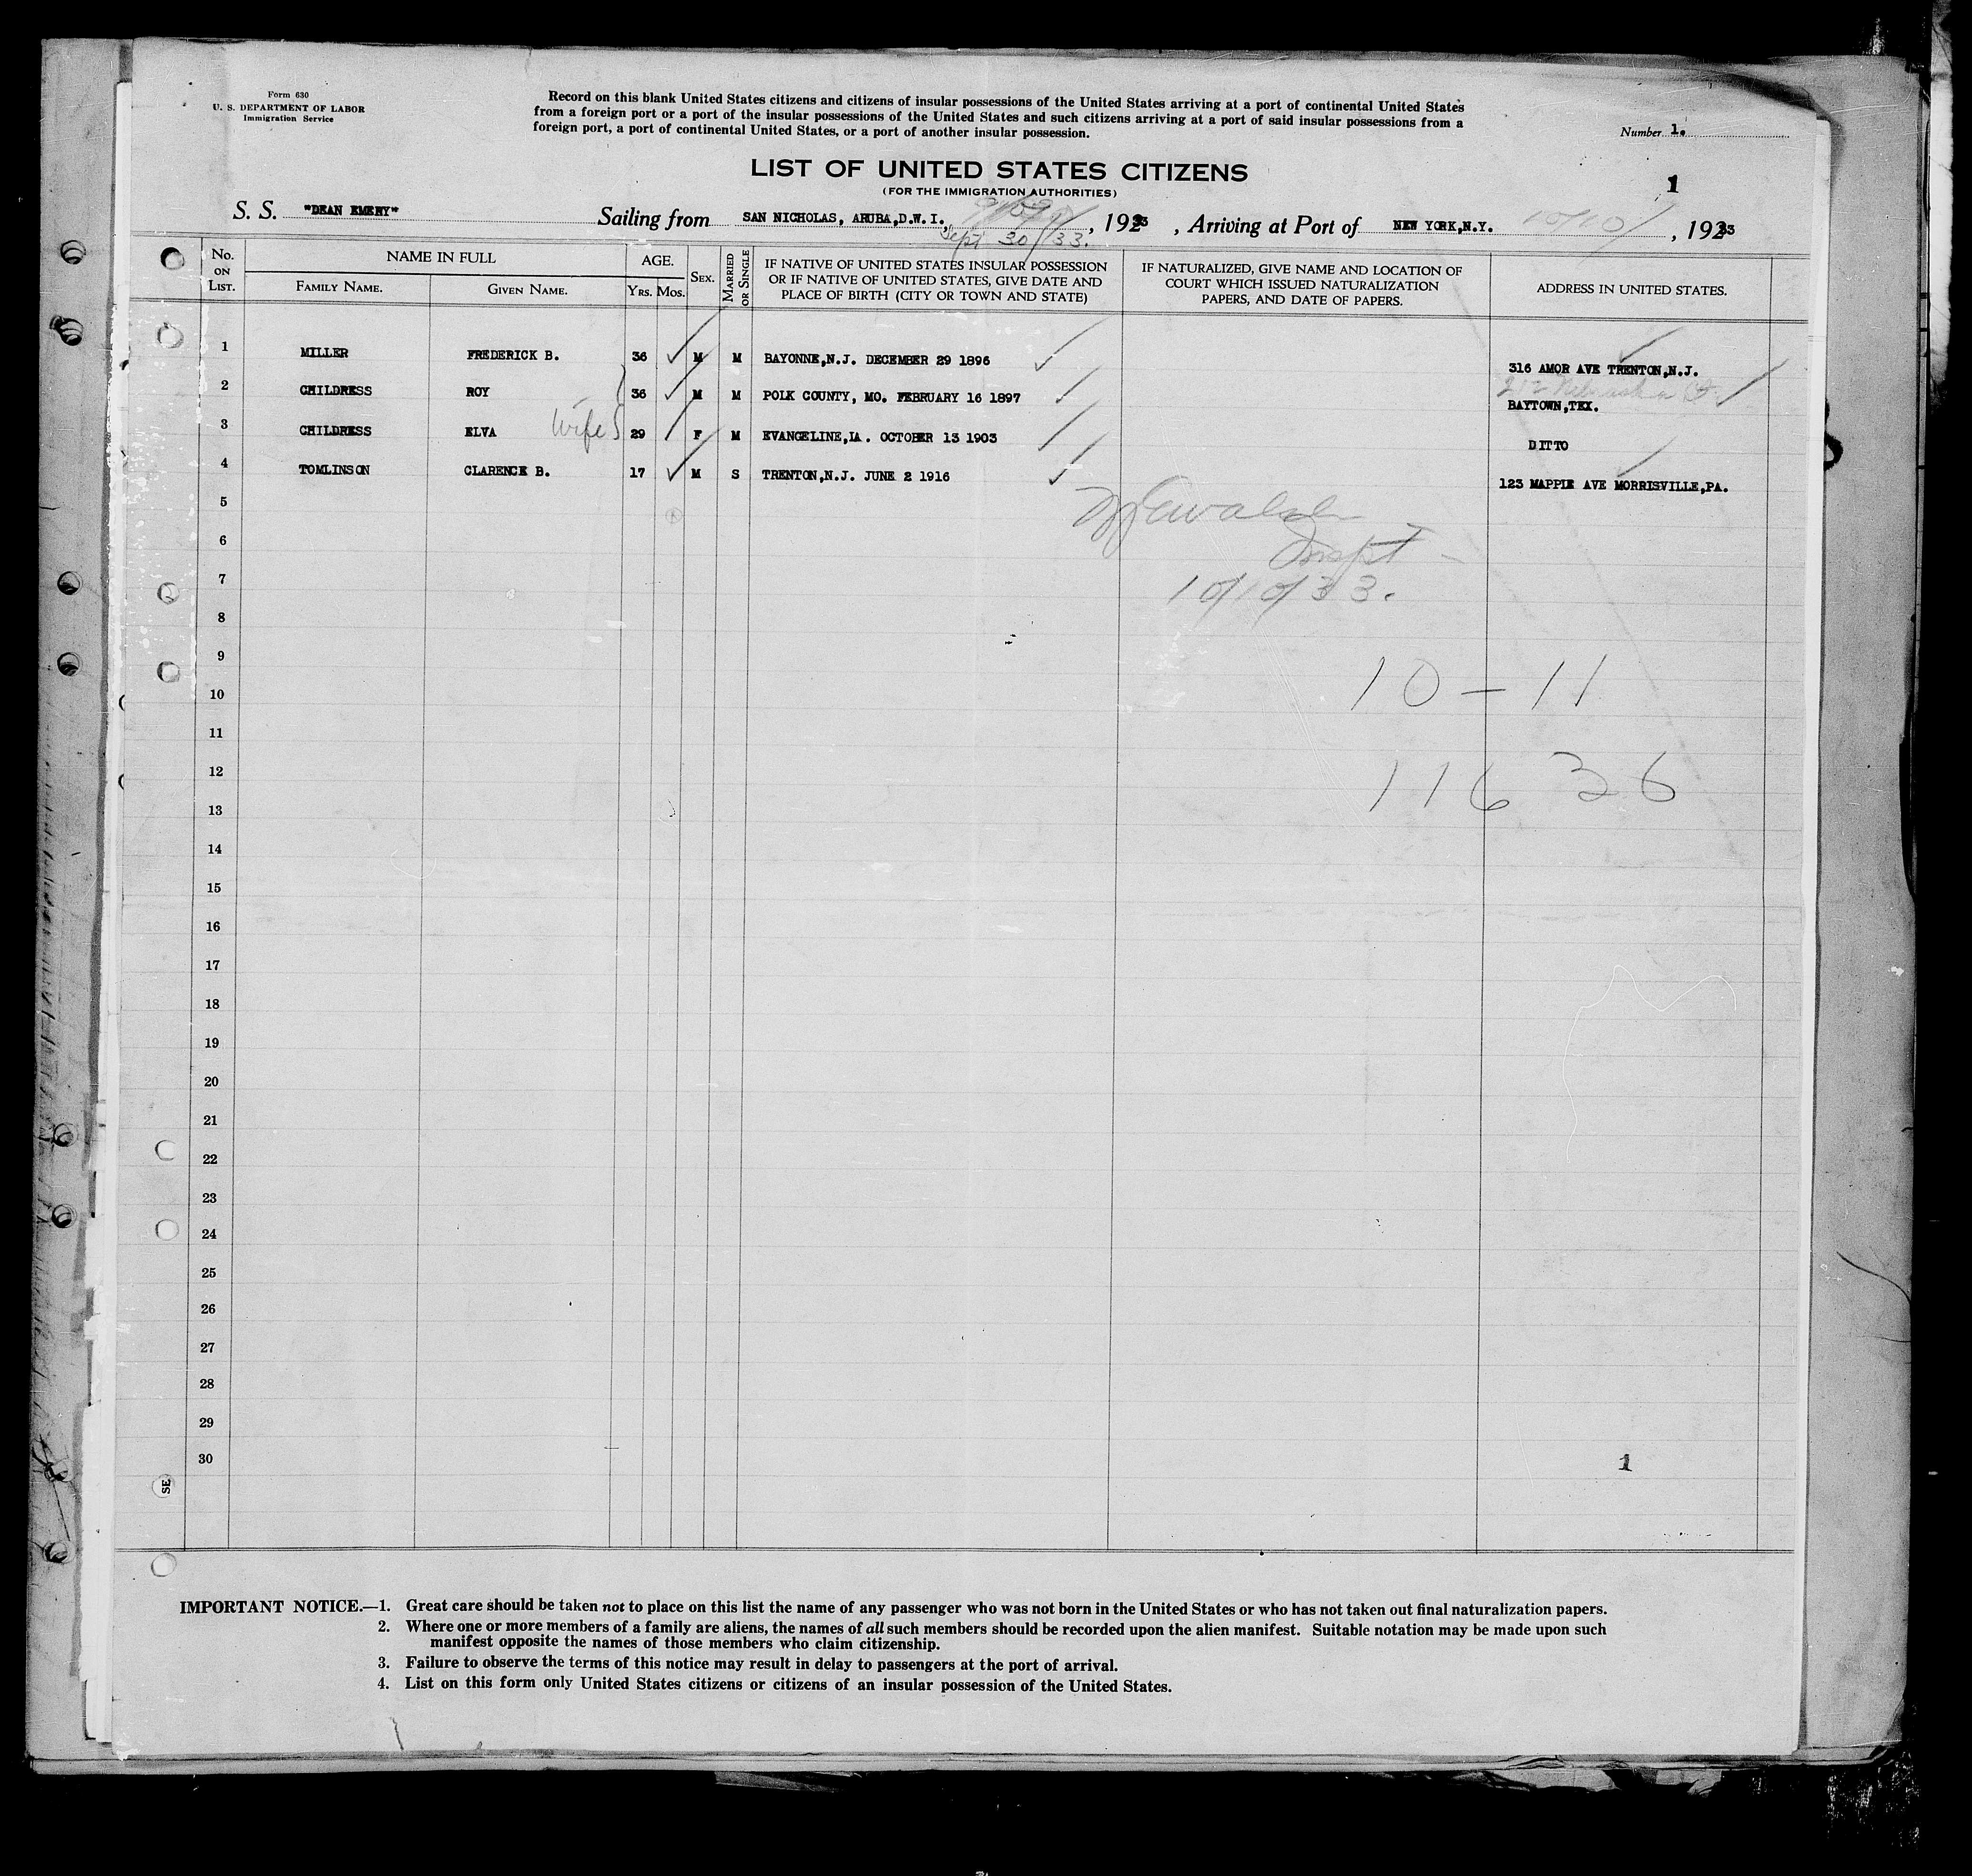 Form 630
U. S. DEPARTMENT OF LABOR
Immigration Service
Record on this blank United States citizens and citizens of insular possessions of the United States arriving at a port of continental United States
from a foreign port or a port of the insular possessions of the United States and such citizens arriving at a port of said insular possessions from a
foreign port, a port of continental United States, or a port of another insular possession.
Number 1.
LIST OF UNITED STATES CITIZENS
(FOR THE IMMIGRATION AUTHORITIES)
1
S. S. "DEAN EMERY" Sailing from SAN NICHOLAS, ARUBA,D.W.I., Sept 30/33. , 1933 , Arriving at Port of NEW YORK,N.Y. 10/10/ , 1933
No. ON LIST. NAME IN FULL AGE. SEX. MARRIED OR SINGLE
FAMILY NAME. GIVEN NAME. YRS. MOS.
IF NATIVE OF UNITED STATES INSULAR POSSESSION
OR IF NATIVE OF UNITED STATES, GIVE DATE AND
PLACE OF BIRTH (CITY OR TOWN AND STATE)
IF NATURALIZED, GIVE NAME AND LOCATION OF
COURT WHICH ISSUED NATURALIZATION
PAPERS, AND DATE OF PAPERS.
ADDRESS IN UNITED STATES.
1 MILLER FREDERICK B. 36 M M BAYONNE,N.J. DECEMBER 29 1896 316 AMOR AVE TRENTON,N.J.
2 CHILDRESS ROY 36 M M POLK COUNTY, MO. FEBRUARY 16 1897 BAYTOWN,TEX.
3 CHILDRESS ELVA wife 29 F M EVANGELINE,IA. OCTOBER 13 1903 DITTO
4 TOMLINSON CLARENCE B. 17 M S TRENTON,N.J. JUNE 2 1916 123 MAPPIE AVE MORRISVILLE,PA.
5
6 Inspt
7 10/10/33.
8
9
10 10-11
11
12 116 36
13
14
15
16
17
18
19
20
21
22
23
24
25
26
27
28
29
30 1
SE
IMPORTANT NOTICE.—1. Great care should be taken not to place on this list the name of any passenger who was not born in the United States or who has not taken out final naturalization papers.
2. Where one or more members of a family are aliens, the names of all such members should be recorded upon the alien manifest. Suitable notation may be made upon such
manifest opposite the names of those members who claim citizenship.
3. Failure to observe the terms of this notice may result in delay to passengers at the port of arrival.
4. List on this form only United States citizens or citizens of an insular possession of the United States.